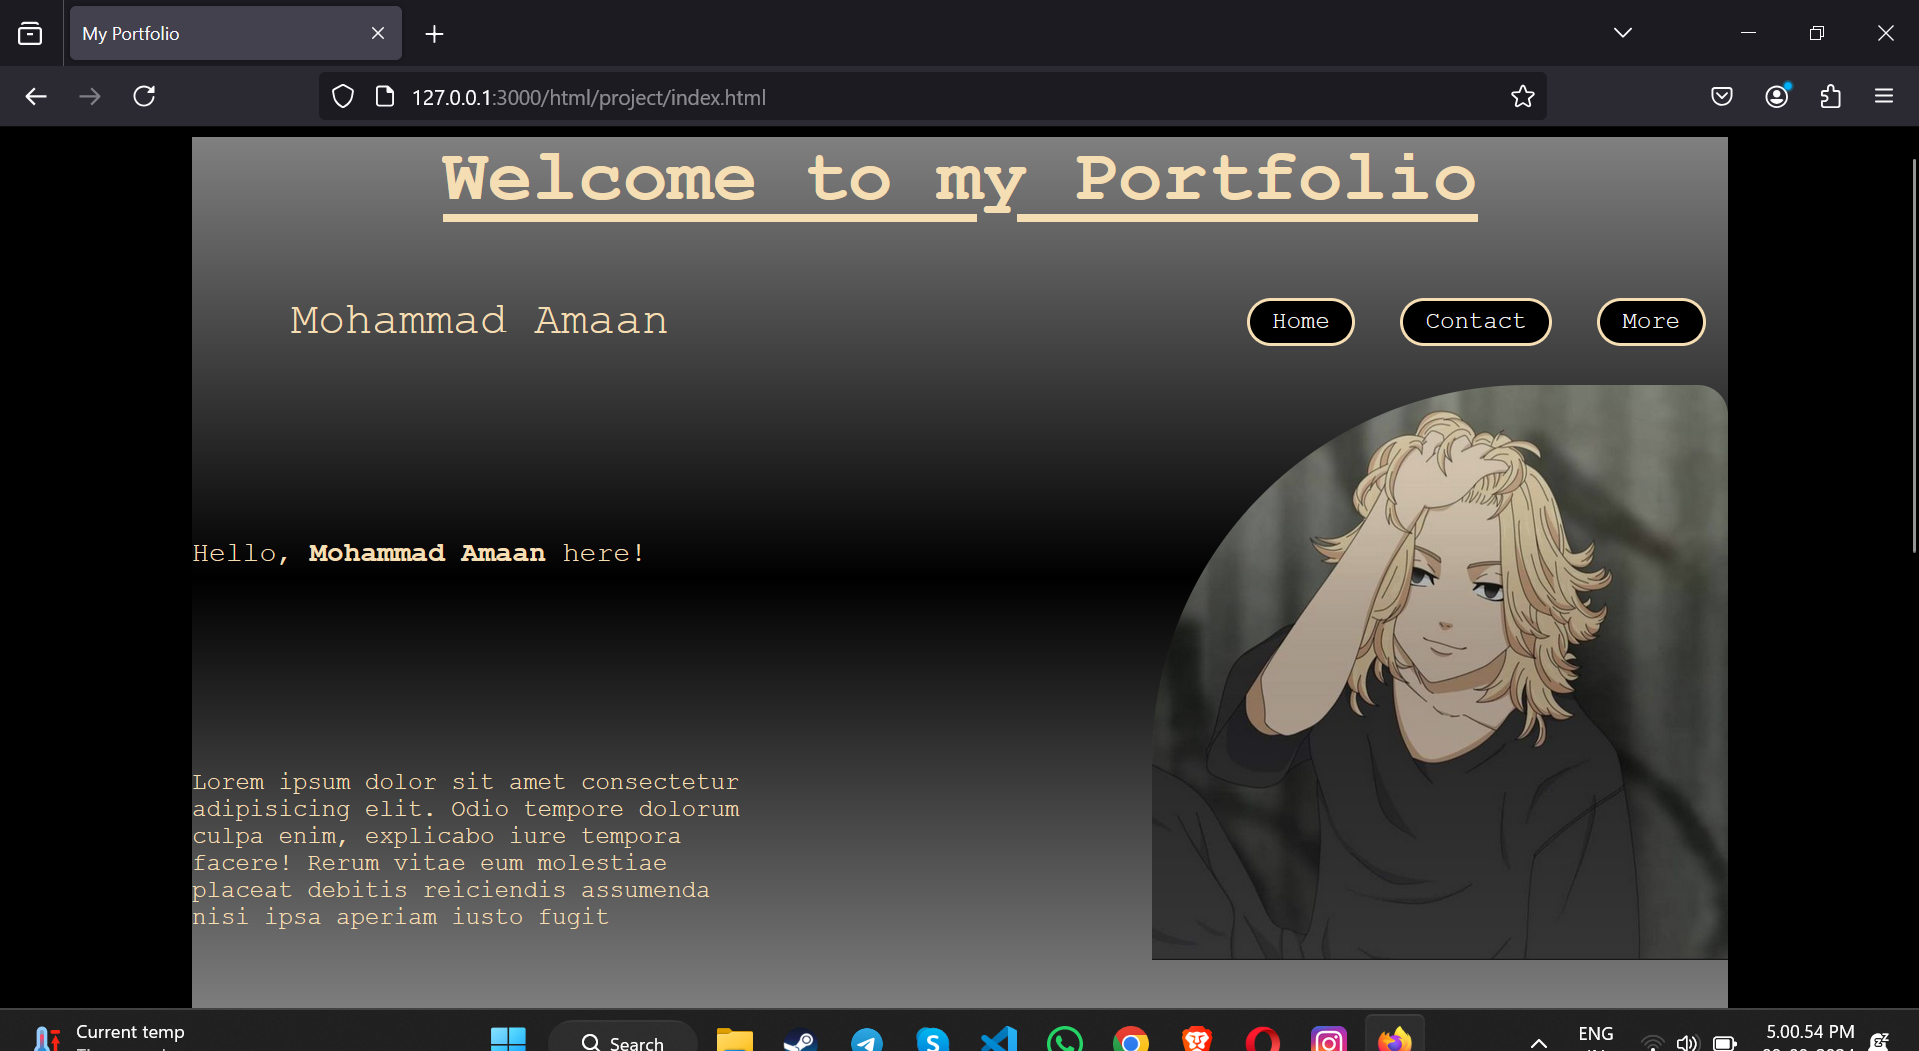 My Portfolio
127.0.0.1:3000/html/project/index.html
Welcome to my Portfolio
Mohammad Amaan
Home
Contact
More
Hello, Mohammad Amaan here!
Lorem ipsum dolor sit amet consectetur
adipisicing elit. Odio tempore dolorum
culpa enim, explicabo iure tempora
facere! Rerum vitae eum molestiae
placeat debitis reiciendis assumenda
nisi ipsa aperiam iusto fugit
Current temp
Search
ENG
5.00.54 PM